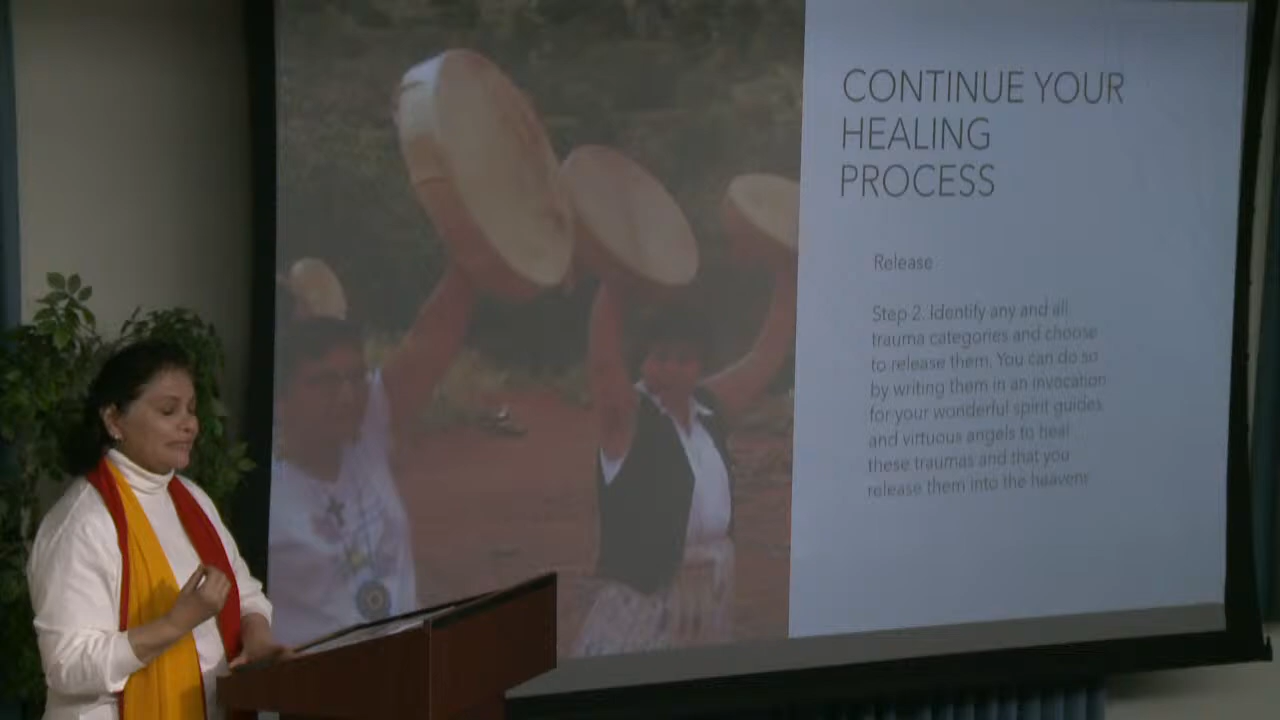 CONTINUE YOUR
HEALING
PROCESS
Release
Step 2. Identify any and all
trauma categories and choose
to release them. You can do so
by writing them in an invocation
for your wonderful spirit guides
and virtuous angels to heal
these traumas and that you
release them into the heavens